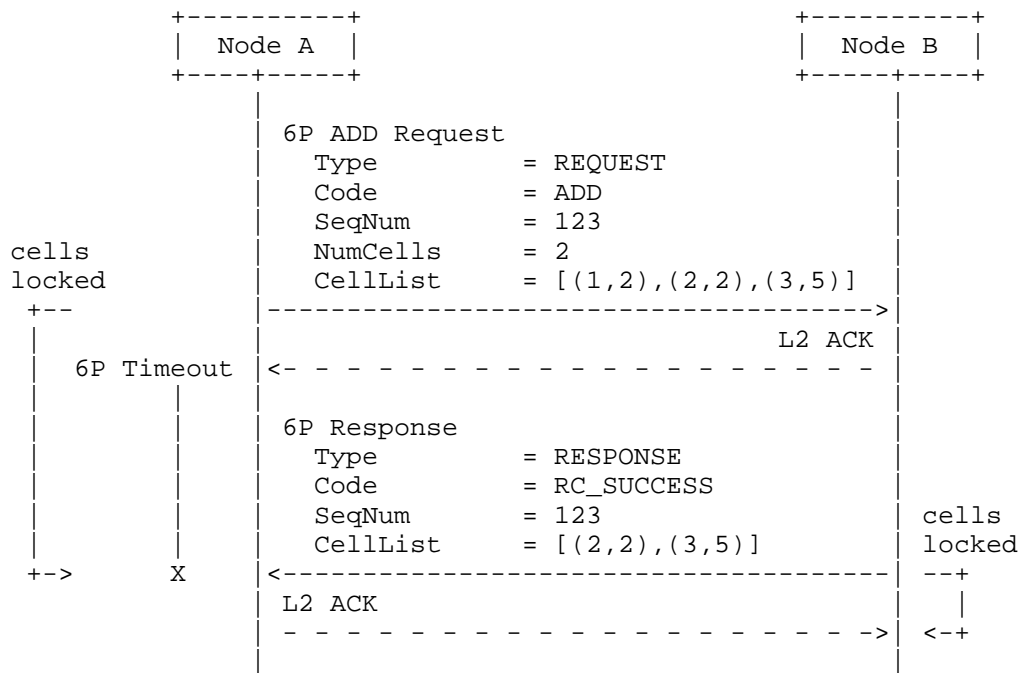 Node A
Node B
6P ADD Request
Type = REQUEST
Code = ADD
SeqNum = 123
cells NumCells = 2
locked CellList = [(1,2),(2,2),(3,5)]
L2 ACK
6P Timeout
6P Response
Type = RESPONSE
Code = RC_SUCCESS
SeqNum = 123 cells
CellList = [(2,2),(3,5)] locked
X
L2 ACK